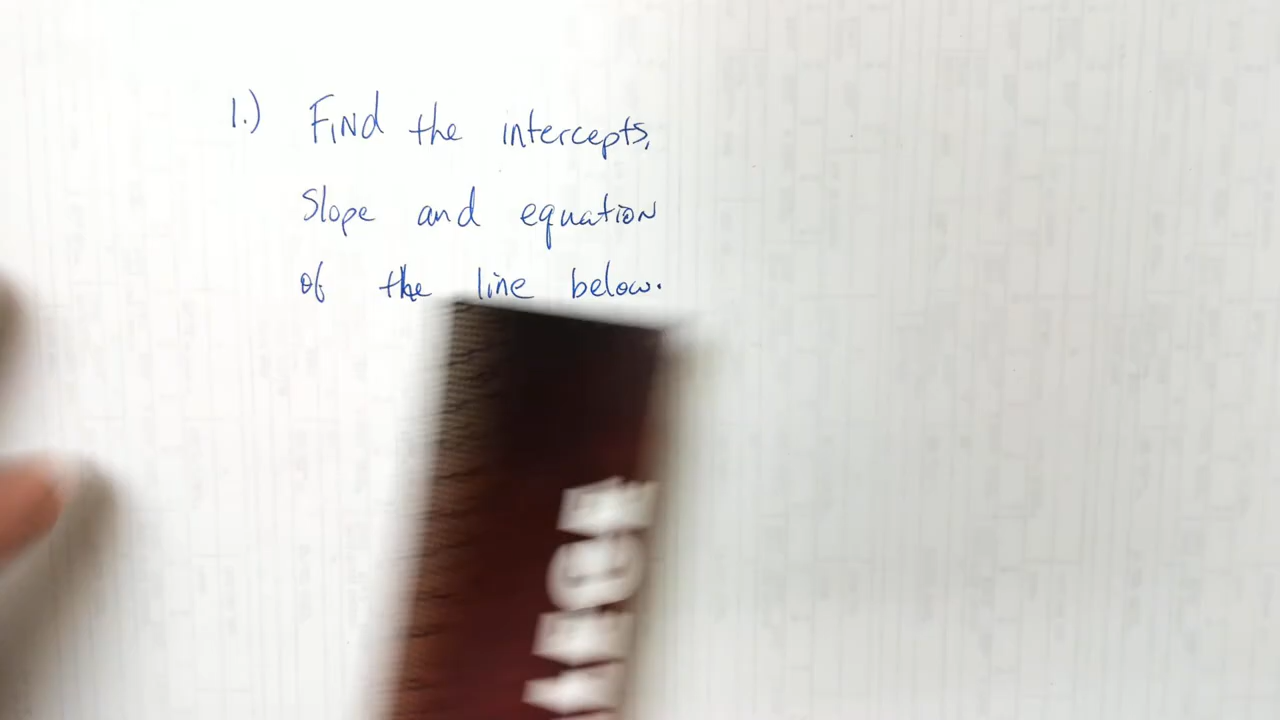 1.) Find the intercepts,
Slope and equation
of the line below.